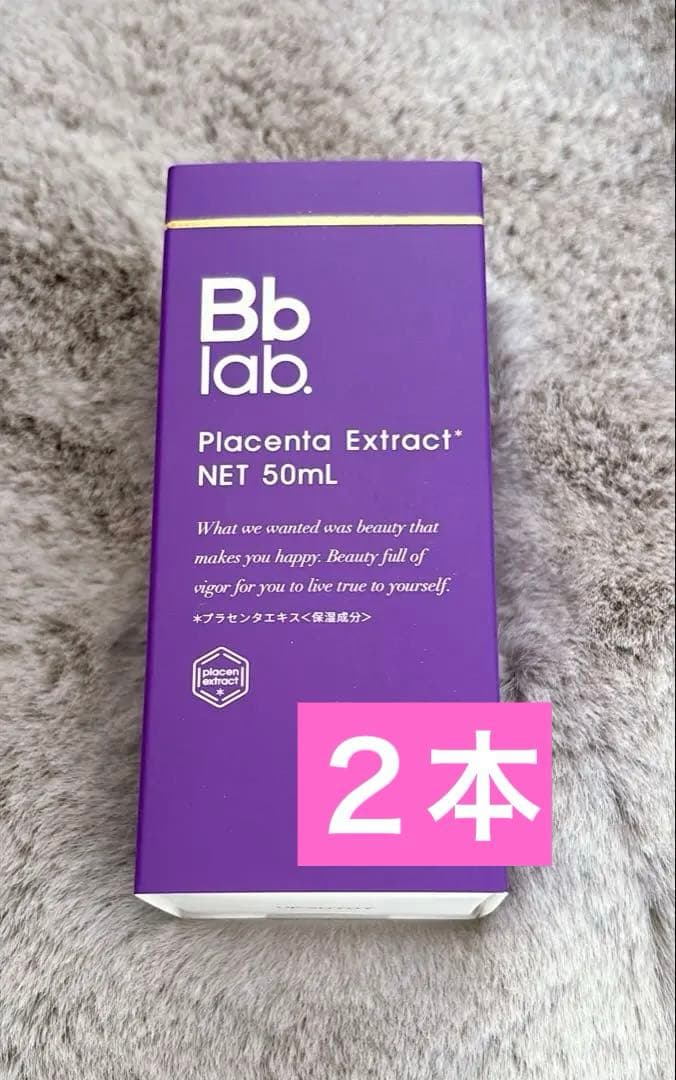 Bb
lab.
Placenta Extract*
NET 50mL
What we wanted was beauty that
makes you happy. Beauty full of
vigor for you to live true to yourself.
*プラセンタエキス<保湿成分>
placen
extract
*
２本